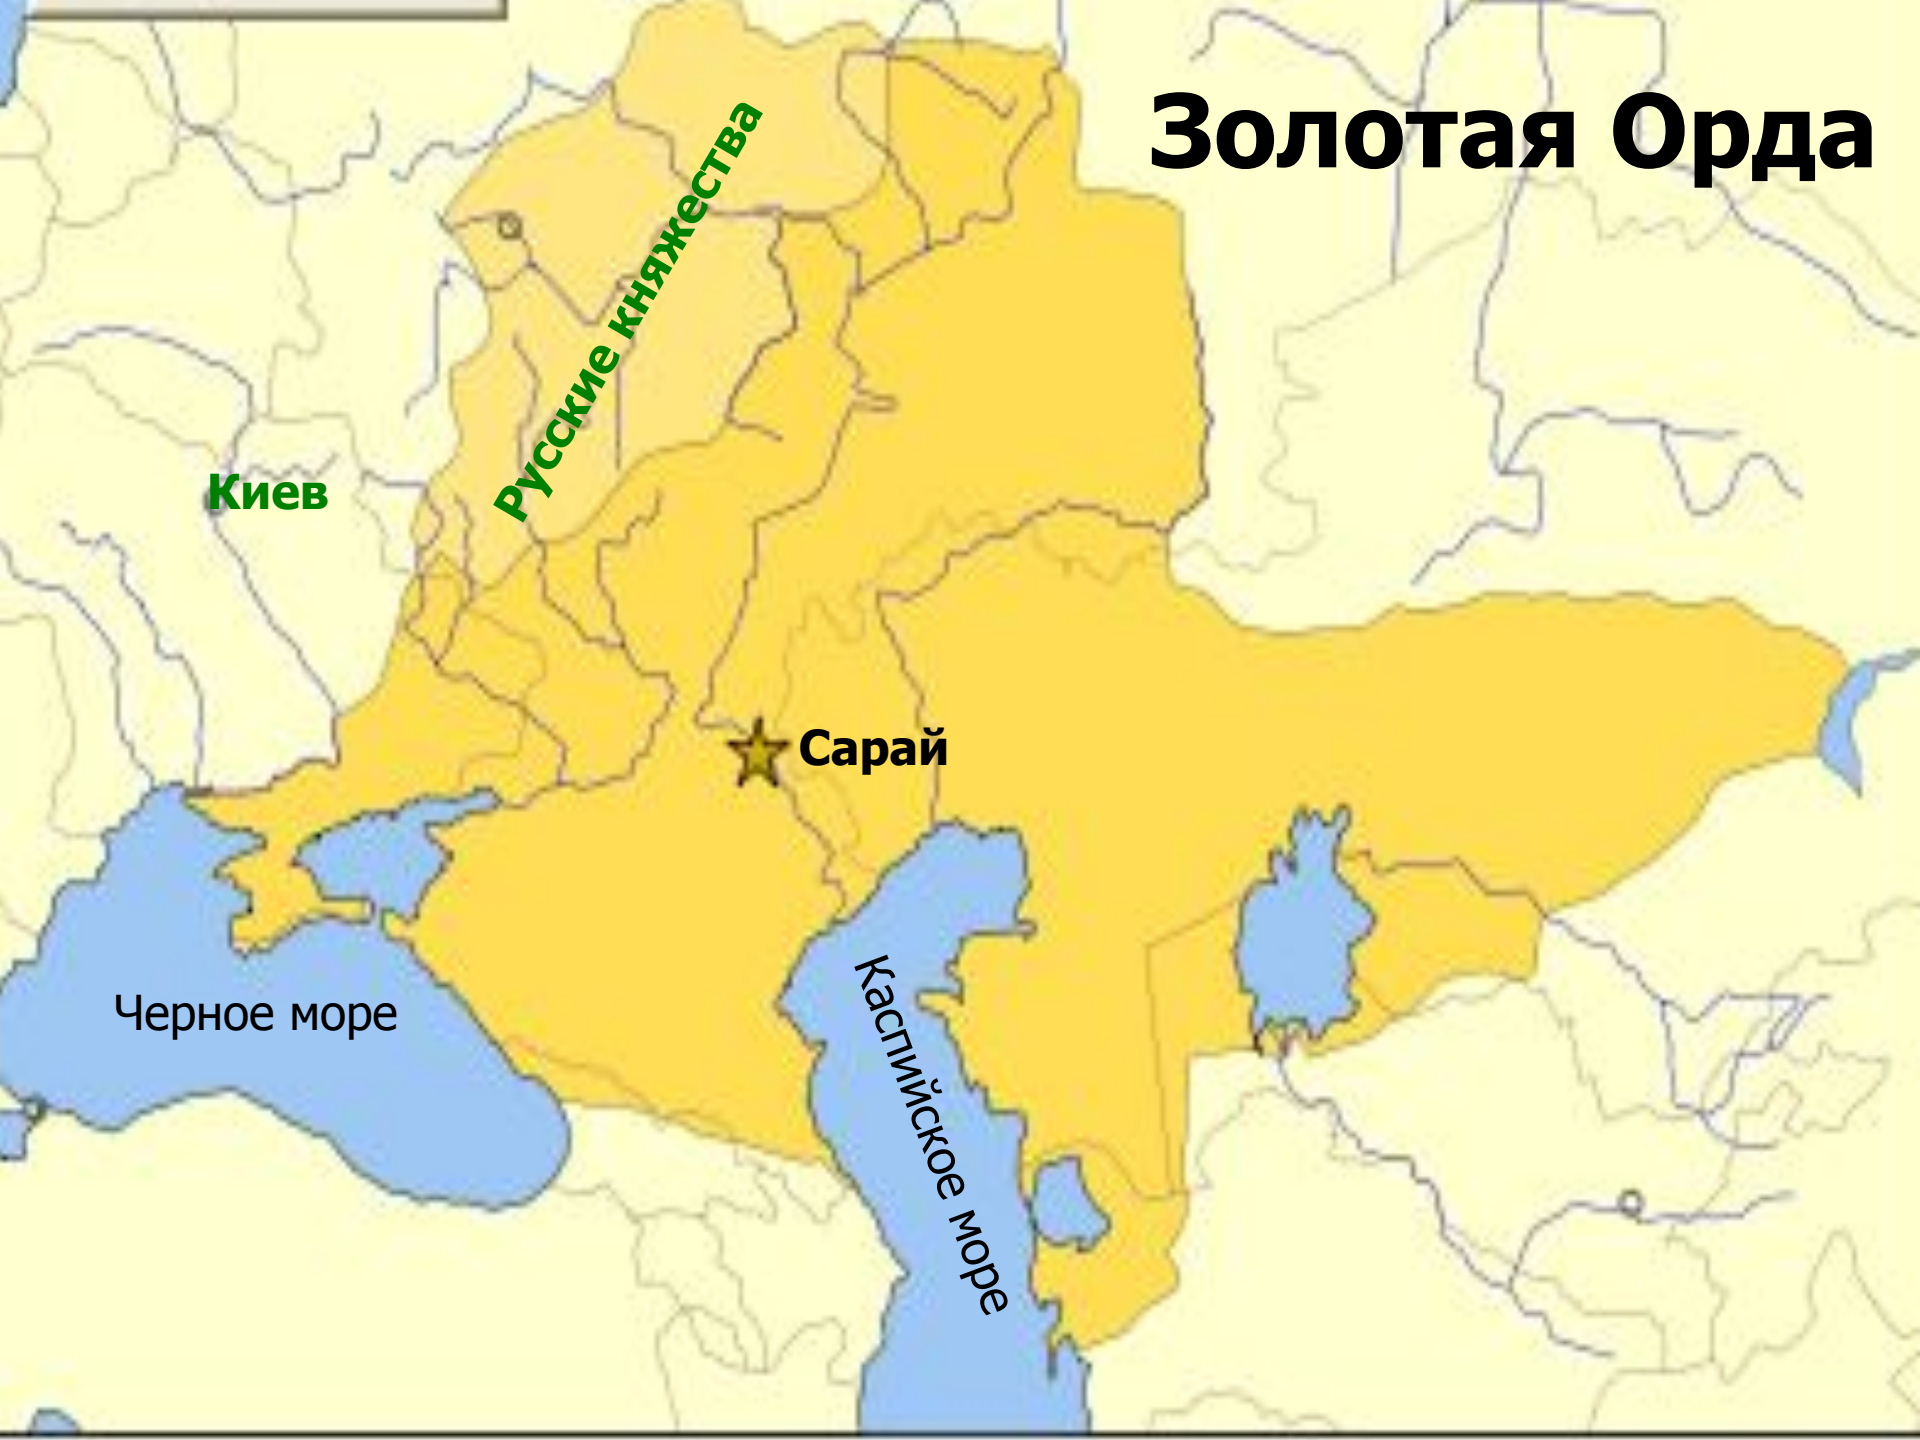 Золотая Орда
Русские княжества
Киев
Сарай
Черное море
Каспийское море